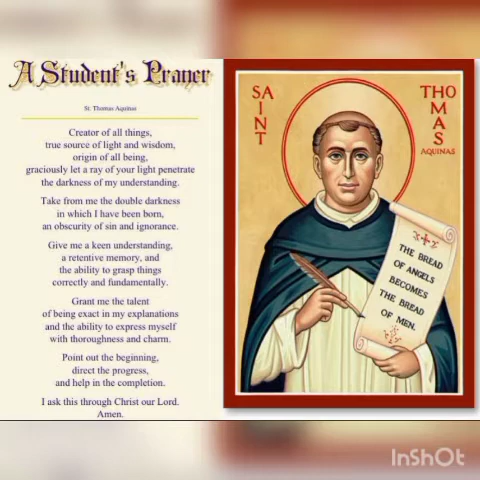 A Student's Prayer
St. Thomas Aquinas
Creator of all things,
true source of light and wisdom,
origin of all being,
graciously let a ray of your light penetrate
the darkness of my understanding.
Take from me the double darkness
in which I have been born,
an obscurity of sin and ignorance.
Give me a keen understanding,
a retentive memory, and
the ability to grasp things
correctly and fundamentally.
Grant me the talent
of being exact in my explanations
and the ability to express myself
with thoroughness and charm.
Point out the beginning,
direct the progress,
and help in the completion.
I ask this through Christ our Lord.
Amen.
SAINT
THOMAS
AQUINAS
THE BREAD
OF ANGELS
BECOMES
THE BREAD
OF MEN.
InShOt